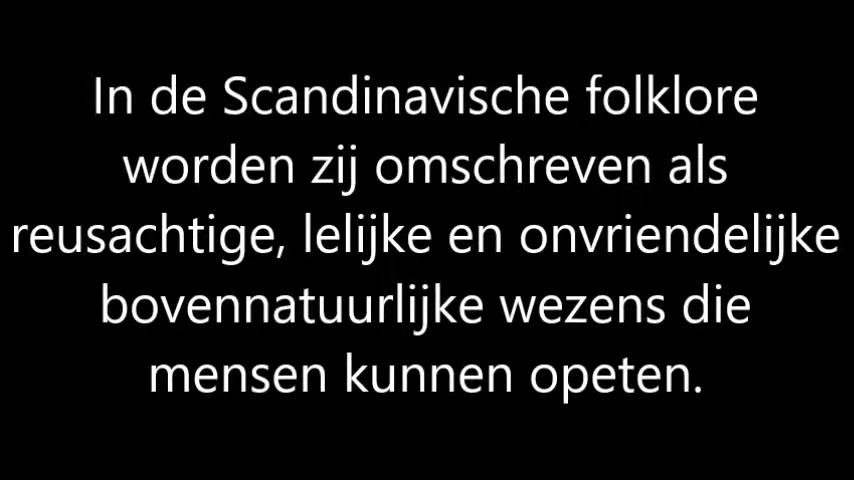 In de Scandinavische folklore
worden zij omschreven als
reusachtige, lelijke en onvriendelijke
bovennatuurlijke wezens die
mensen kunnen opeten.